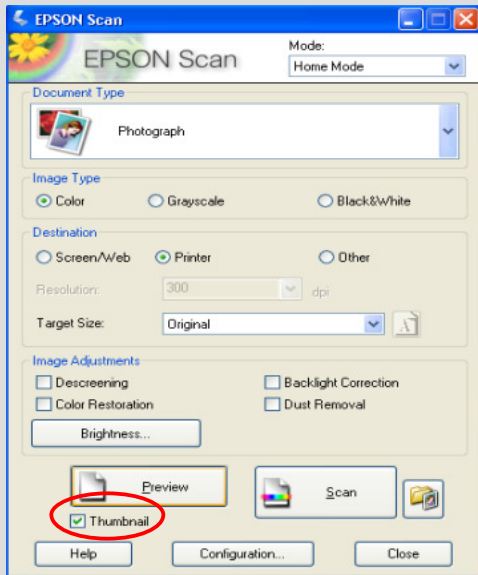 EPSON Scan
EPSON Scan
Mode:
Home Mode
Document Type
Photograph
Image Type
Color Grayscale Black&White
Destination
Screen/Web Printer Other
Resolution: 300 dpi
Target Size: Original A
Image Adjustments
Descreening Backlight Correction
Color Restoration Dust Removal
Brightness...
Preview Scan
Thumbnail
Help Configuration... Close